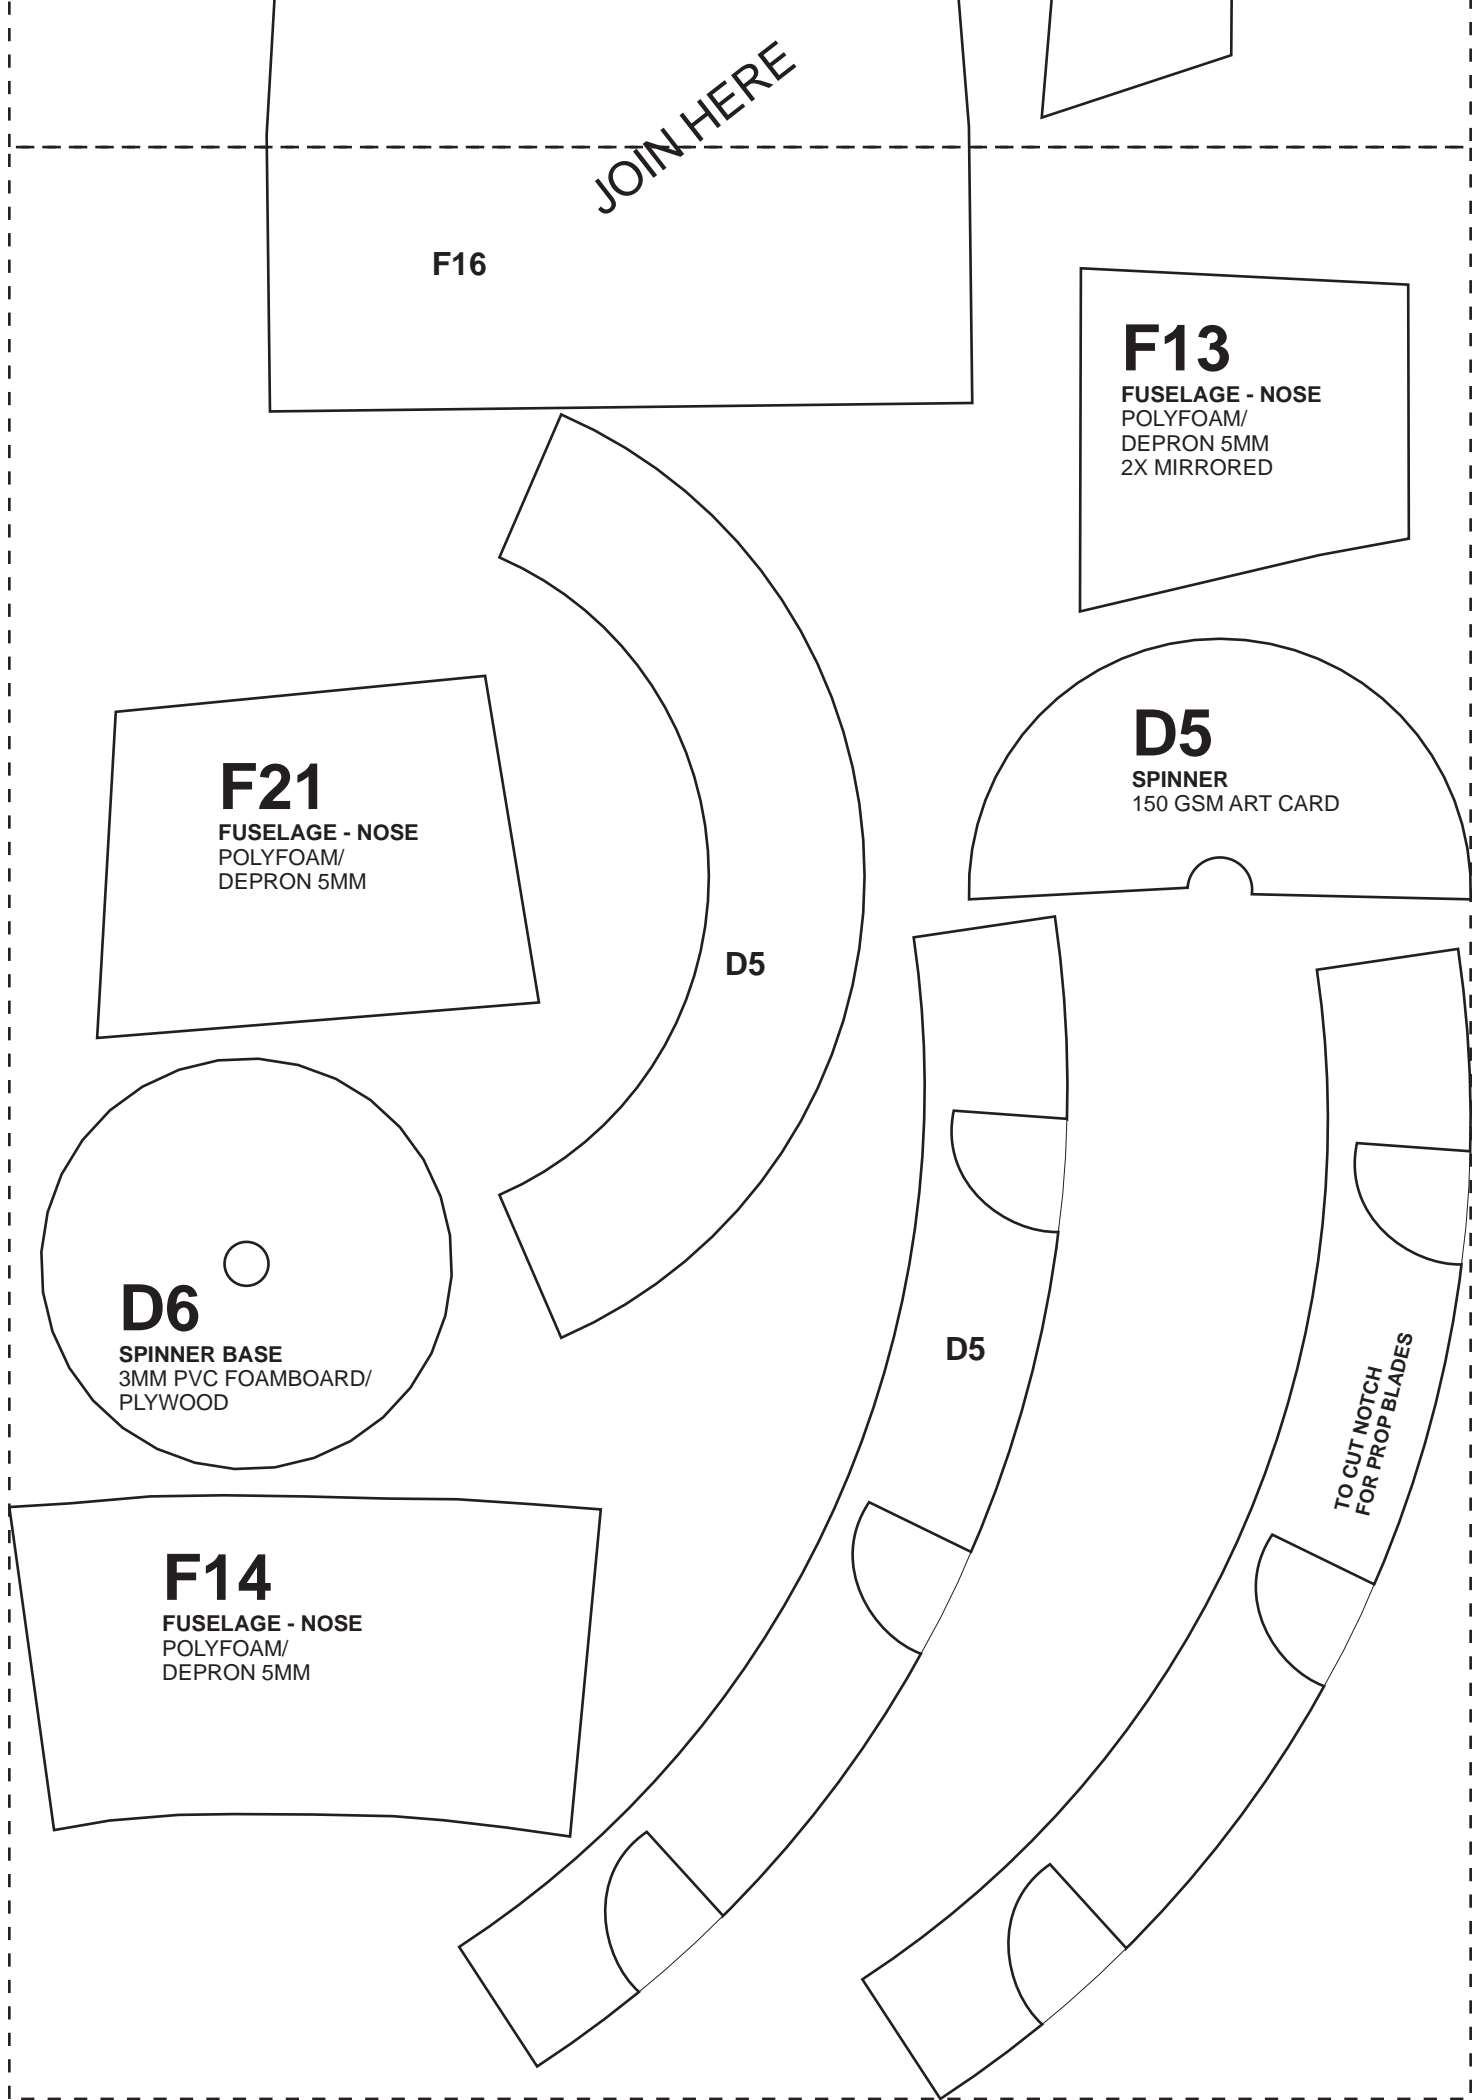 JOIN HERE
F16
F13
FUSELAGE - NOSE
POLYFOAM/
DEPRON 5MM
2X MIRRORED
D5
SPINNER
150 GSM ART CARD
F21
FUSELAGE - NOSE
POLYFOAM/
DEPRON 5MM
D5
D6
SPINNER BASE
3MM PVC FOAMBOARD/
PLYWOOD
D5
TO CUT NOTCH
FOR PROP BLADES
F14
FUSELAGE - NOSE
POLYFOAM/
DEPRON 5MM